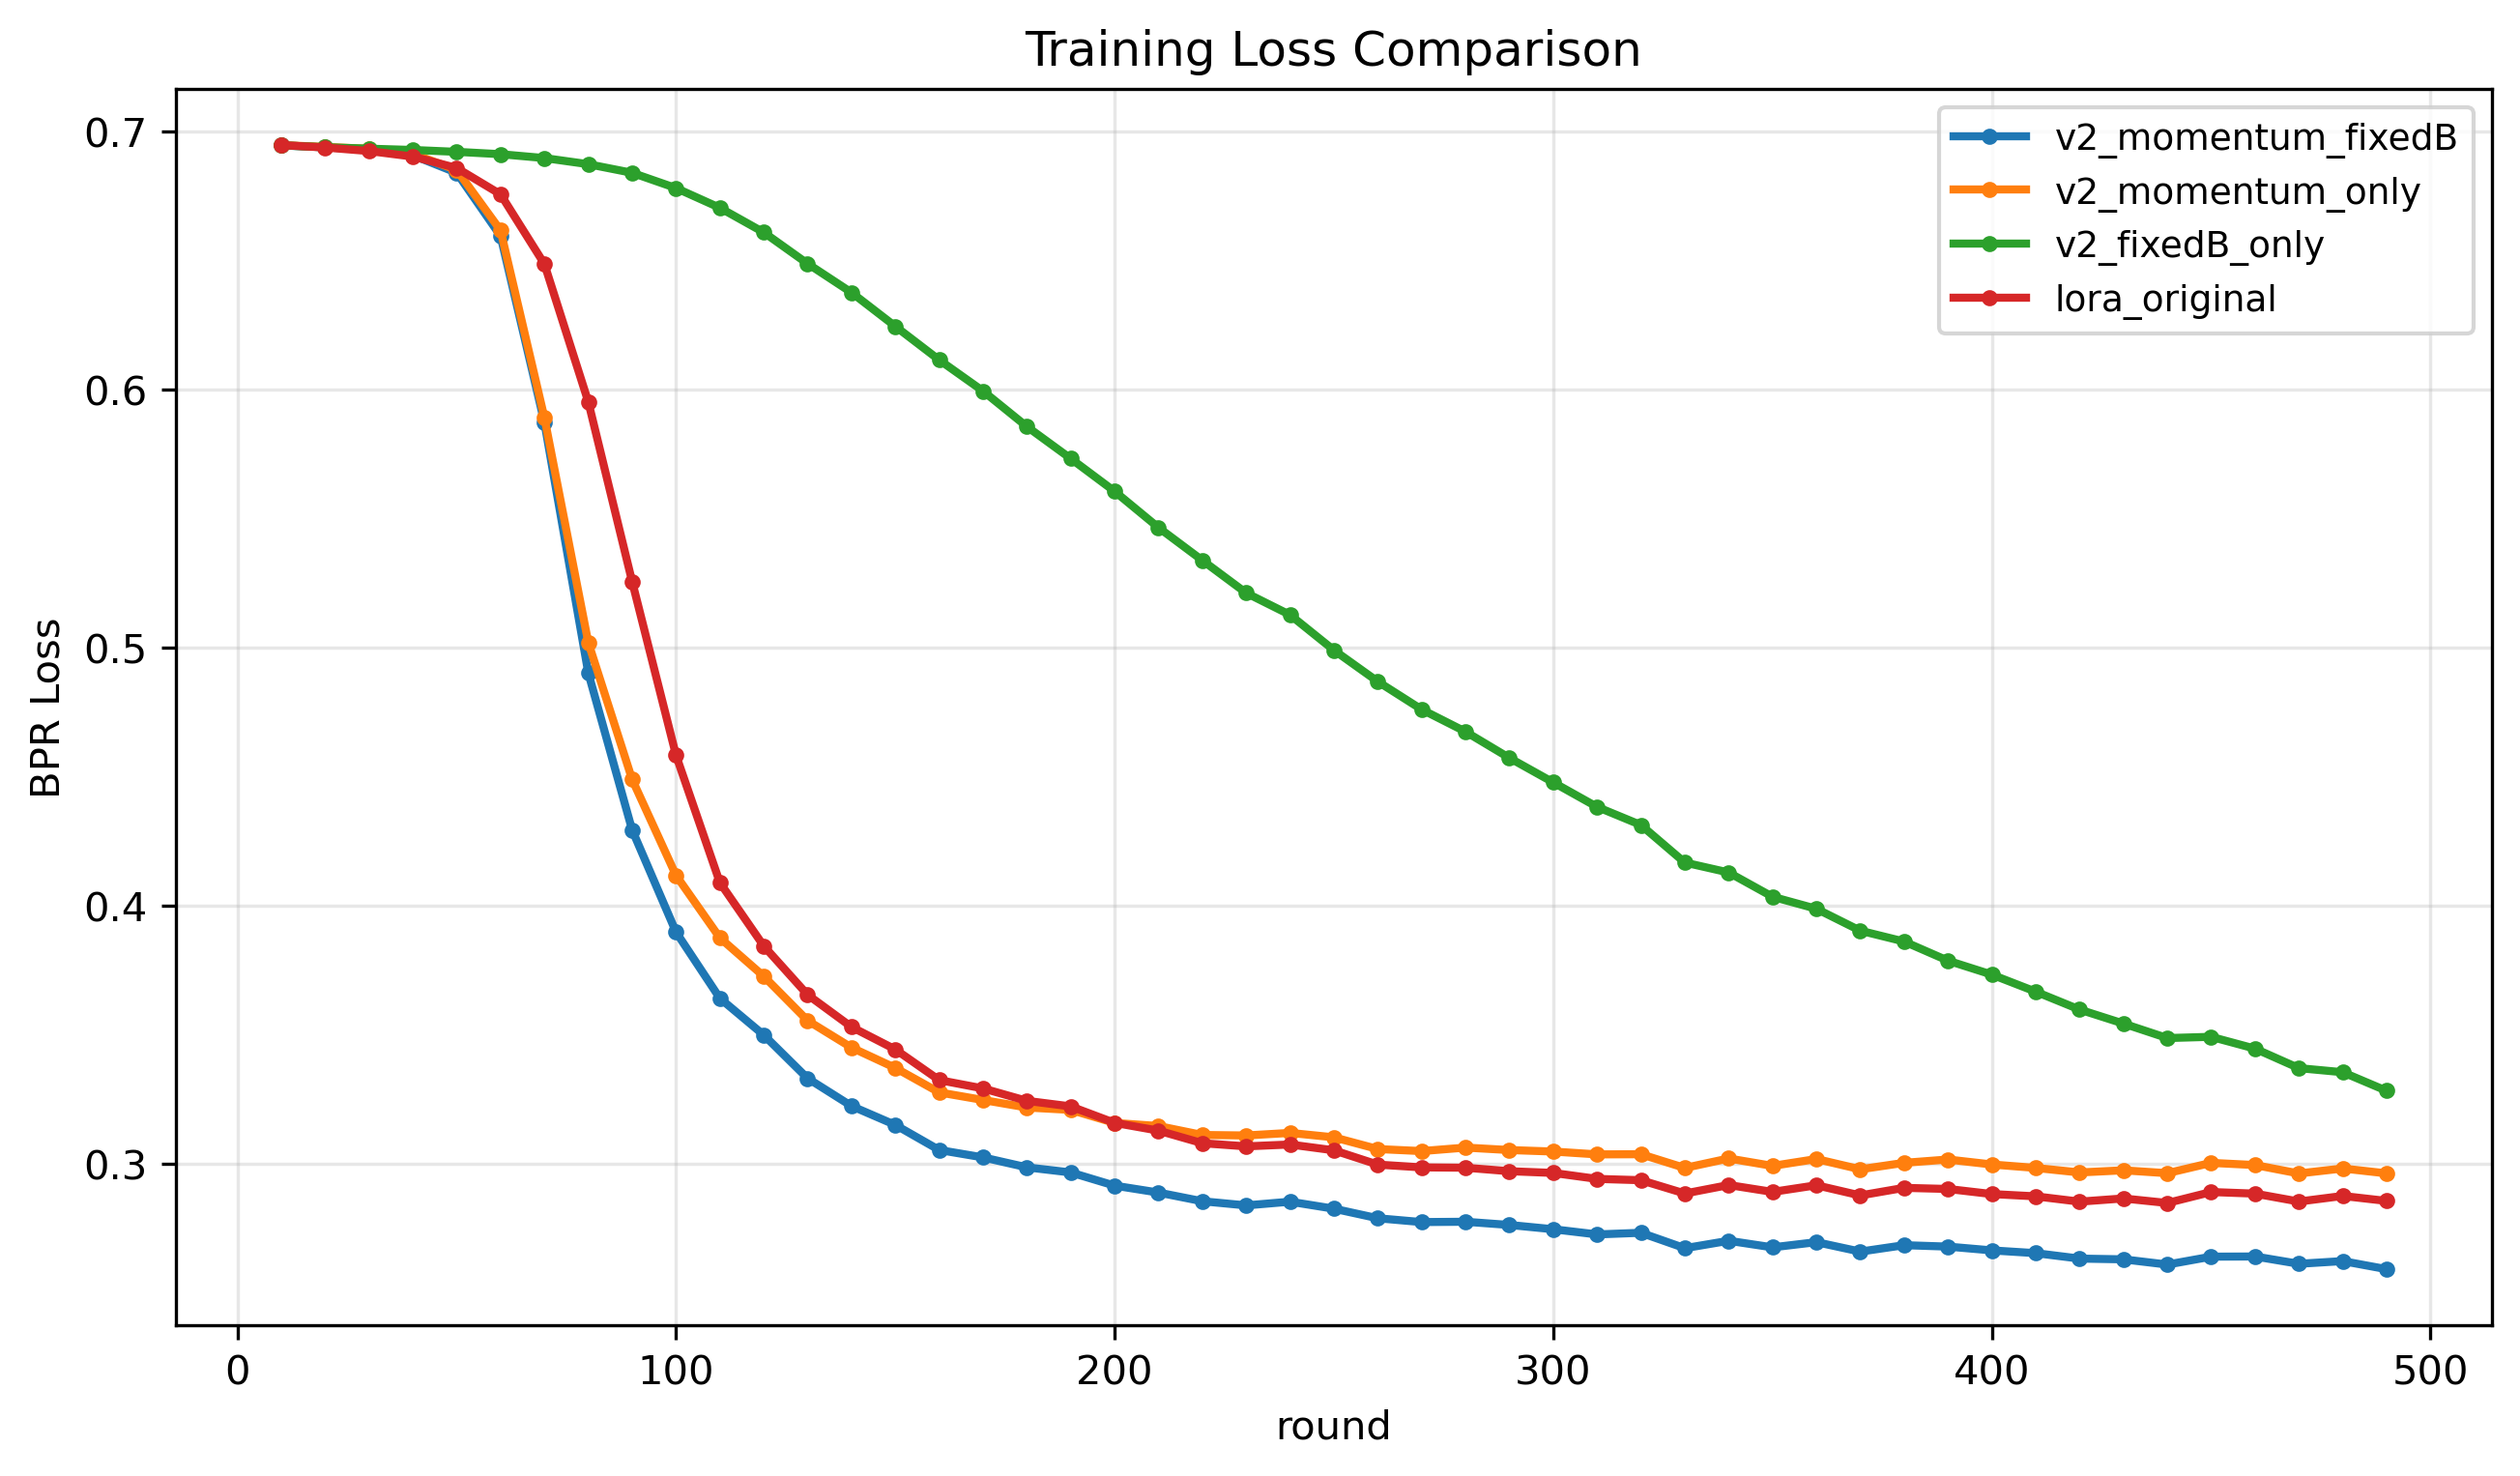 Training Loss Comparison
v2_momentum_fixedB
v2_momentum_only
v2_fixedB_only
lora_original
BPR Loss
0.7
0.6
0.5
0.4
0.3
0 100 200 300 400 500
round